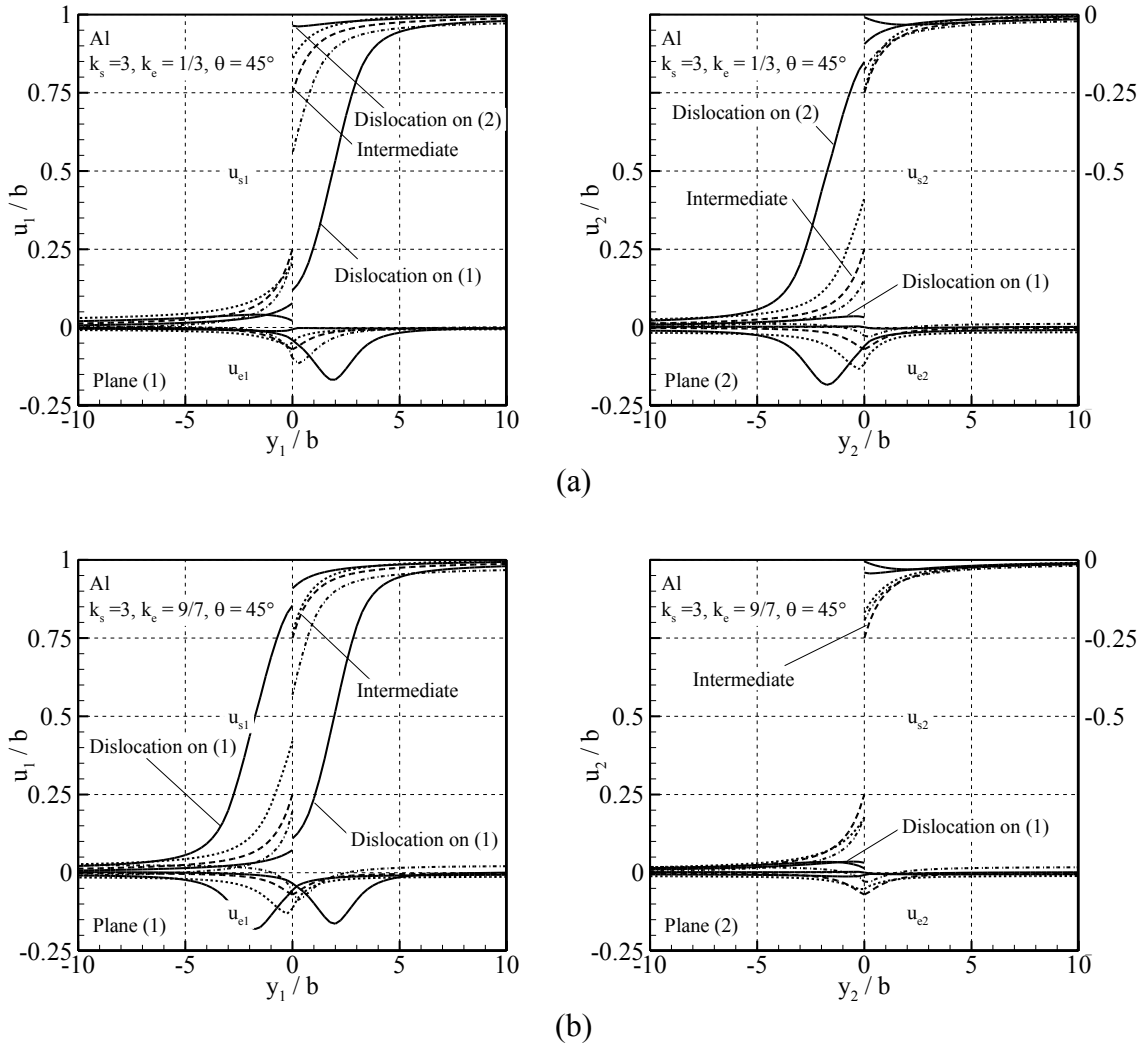 1
Al
k_s =3, k_e = 1/3, θ = 45°
0.75
Dislocation on (2)
Intermediate
u_s1
0.5
u_1 / b
0.25
Dislocation on (1)
0
u_e1
Plane (1)
-0.25
-10
-5
0
5
10
y_1 / b
1
Al
k_s =3, k_e = 1/3, θ = 45°
0
0.75
-0.25
Dislocation on (2)
u_s2
0.5
-0.5
Intermediate
u_2 / b
0.25
Dislocation on (1)
0
u_e2
Plane (2)
-0.25
-10
-5
0
5
10
y_2 / b
(a)
1
Al
k_s =3, k_e = 9/7, θ = 45°
0.75
Intermediate
u_s1
0.5
u_1 / b
Dislocation on (1)
0.25
Dislocation on (1)
0
u_e1
Plane (1)
-0.25
-10
-5
0
5
10
y_1 / b
1
Al
k_s =3, k_e = 9/7, θ = 45°
0
0.75
-0.25
Intermediate
u_s2
0.5
-0.5
u_2 / b
0.25
Dislocation on (1)
0
u_e2
Plane (2)
-0.25
-10
-5
0
5
10
y_2 / b
(b)